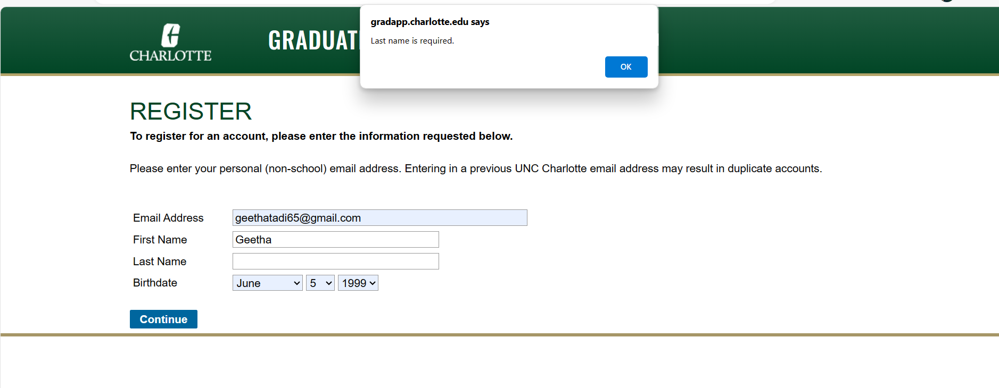 gradapp.charlotte.edu says
Last name is required.
OK
CHARLOTTE
REGISTER
To register for an account, please enter the information requested below.
Please enter your personal (non-school) email address. Entering in a previous UNC Charlotte email address may result in duplicate accounts.
Email Address geethatadi65@gmail.com
First Name Geetha
Last Name
Birthdate June 5 1999
Continue